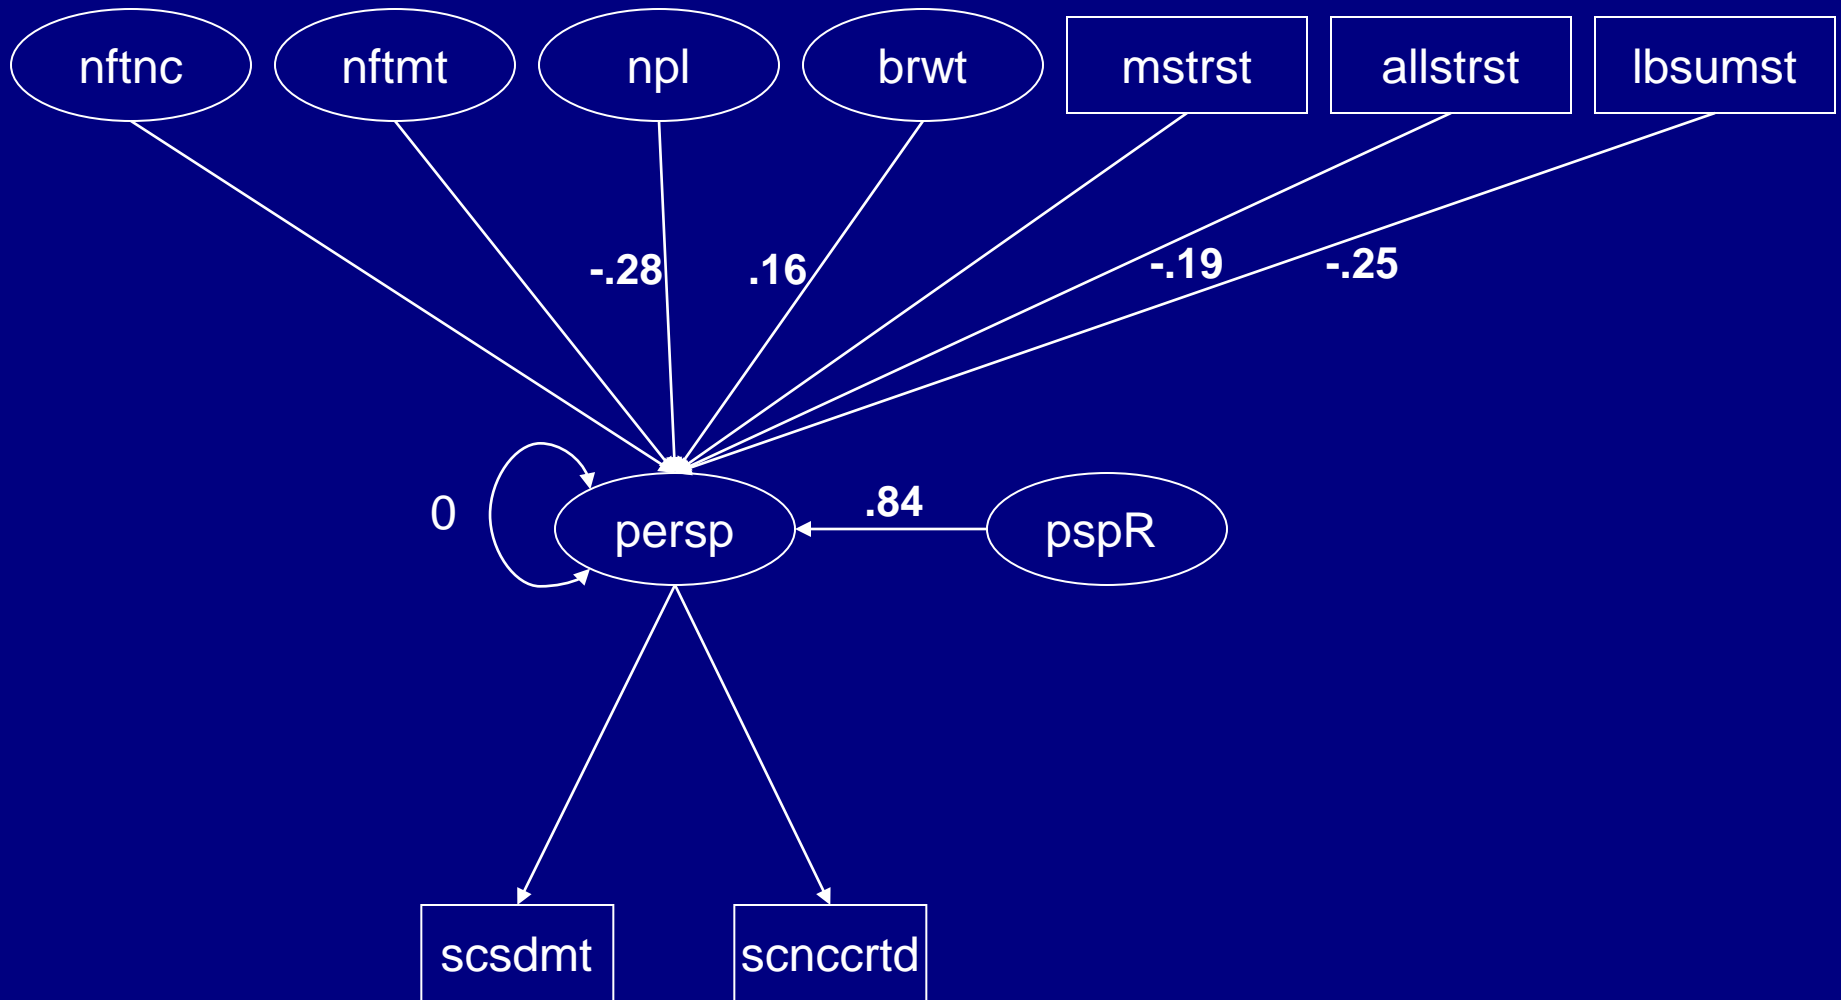 nftnc nftmt npl brwt mstrst allstrst lbsumst
-.28 .16 -.19 -.25
0 persp .84 pspR
scsdmt scnccrtd